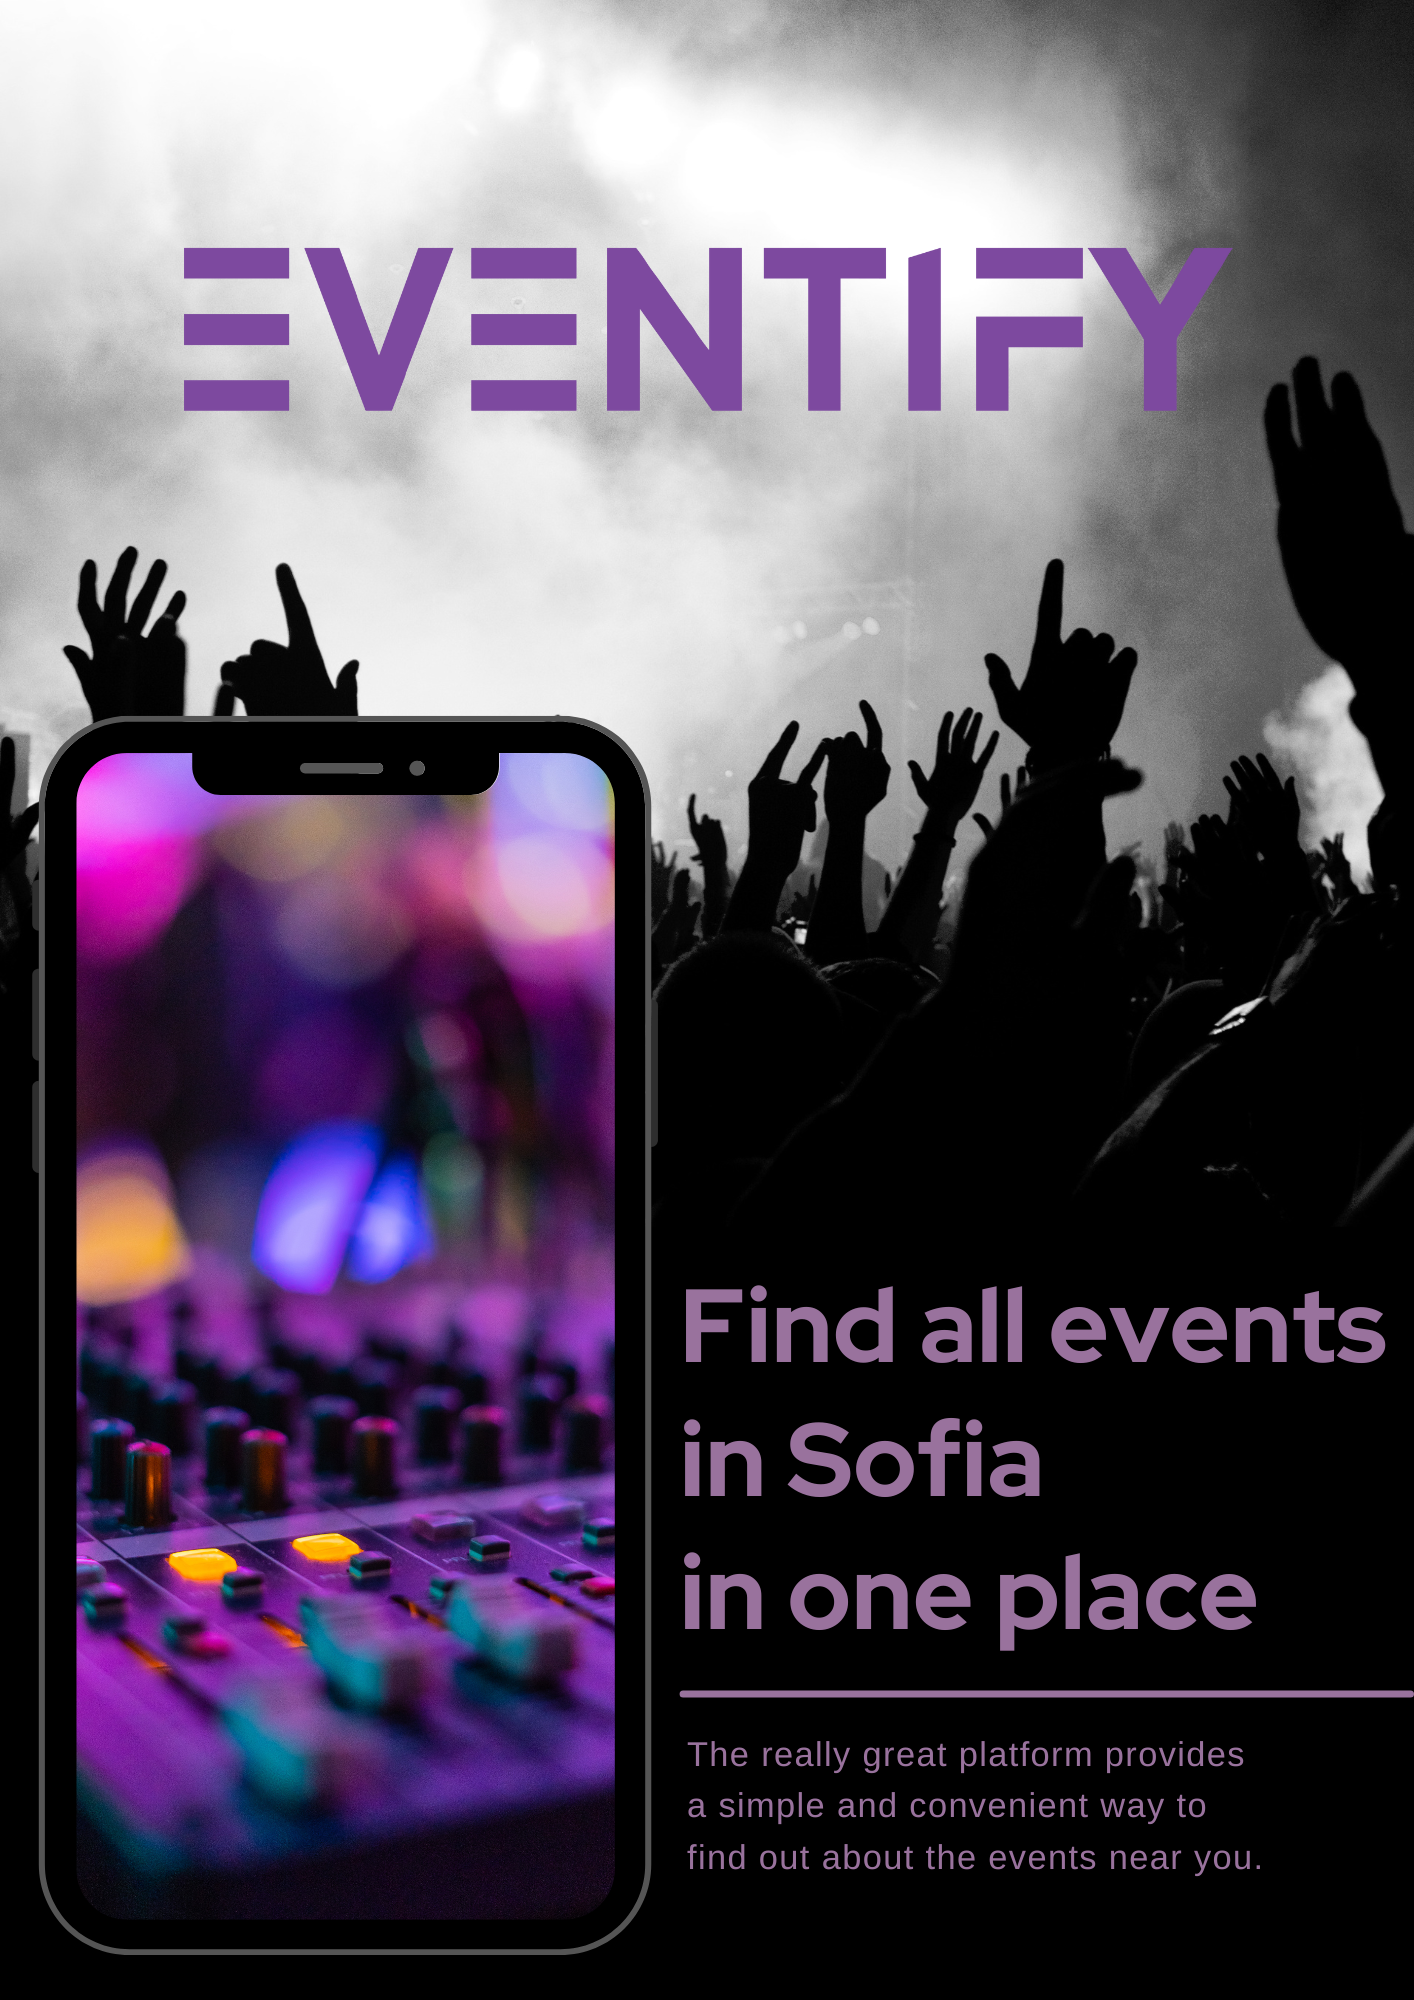 EVENTIFY
Find all events
in Sofia
in one place
The really great platform provides
a simple and convenient way to
find out about the events near you.